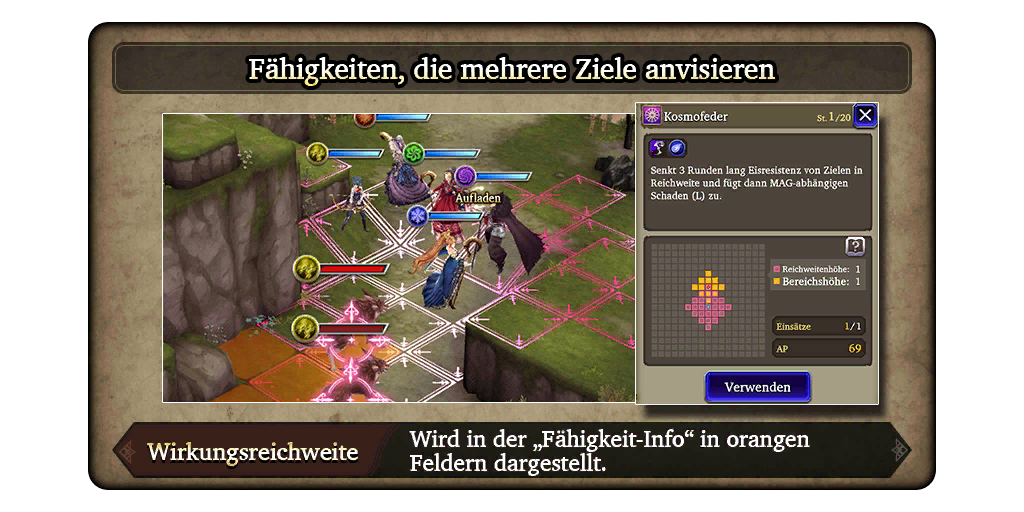 Fähigkeiten, die mehrere Ziele anvisieren
Kosmofeder
St. 1/20
Senkt 3 Runden lang Eisresistenz von Zielen in
Reichweite und fügt dann MAG-abhängigen
Schaden (L) zu.
Aufladen
?
Reichweitenhöhe: 1
Bereichshöhe: 1
Einsätze 1/1
AP 69
Verwenden
Wirkungsreichweite
Wird in der „Fähigkeit-Info“ in orangen
Feldern dargestellt.